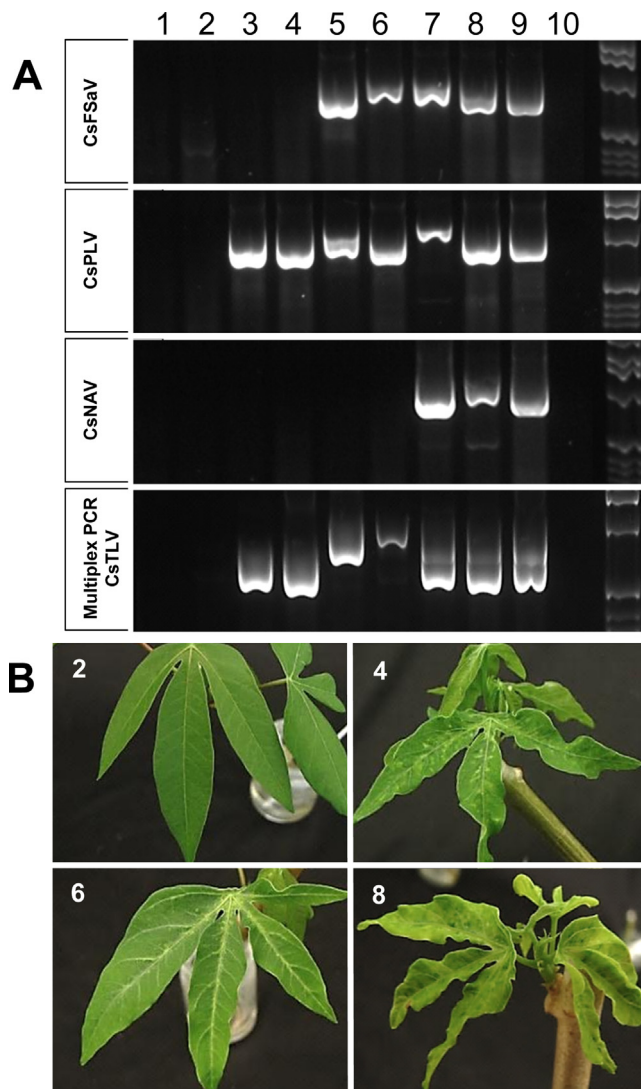 1 2 3 4 5 6 7 8 9 10
A
CsFSaV
CsPLV
CsNAV
Multiplex PCR
CsTLV
B
2
4
6
8